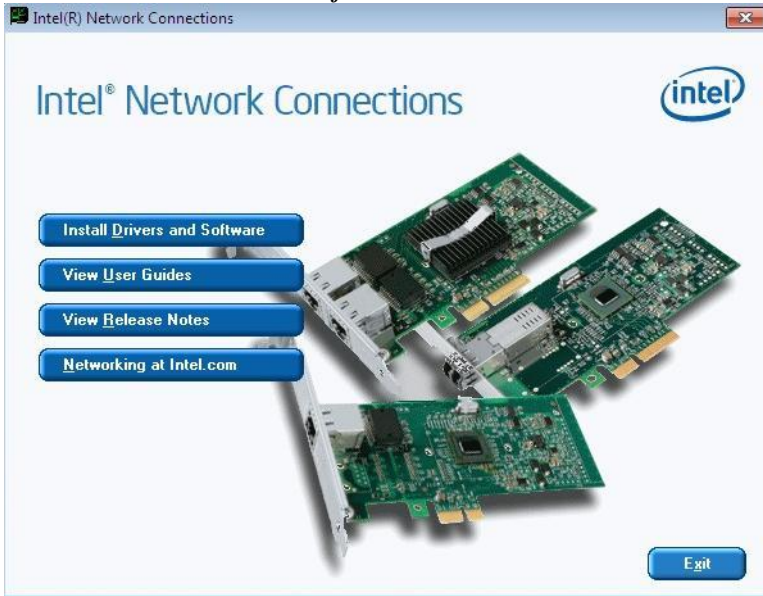 Intel(R) Network Connections
Intel® Network Connections
intel
Install Drivers and Software
View User Guides
View Release Notes
Networking at Intel.com
Exit